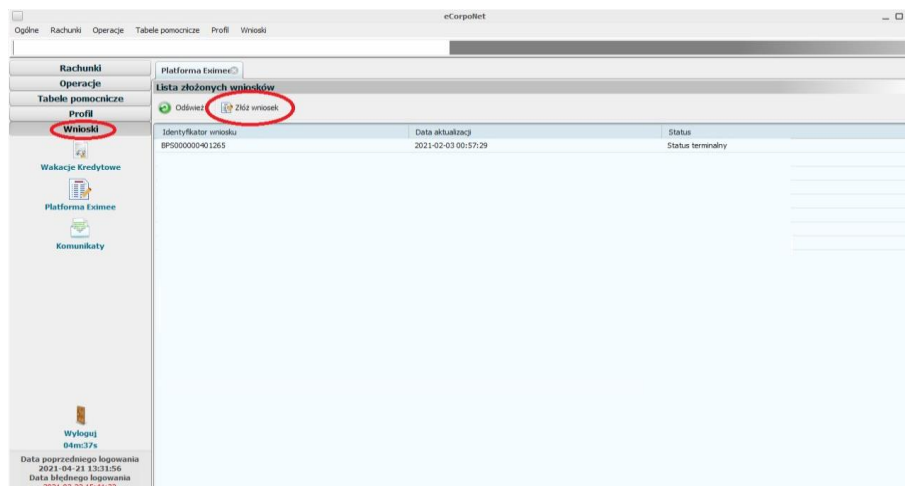 eCorpoNet
Ogólne Rachunki Operacje Tabele pomocnicze Profil Wnioski
Rachunki
Operacje
Tabele pomocnicze
Profil
Wnioski
Wakacje Kredytowe
Platforma Eximee
Komunikaty
Wyloguj
04m:37s
Data poprzedniego logowania
2021-04-21 13:31:56
Data błędnego logowania
Platforma Eximee
Lista złożonych wniosków
Odśwież Złóż wniosek
Identyfikator wniosku Data aktualizacji Status
BPS000000401265 2021-02-03 00:57:29 Status terminalny